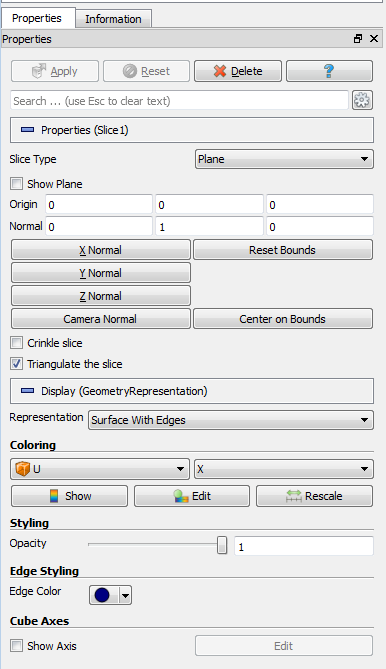 Properties Information
Properties
Apply Reset Delete ?
Search ... (use Esc to clear text)
Properties (Slice1)
Slice Type Plane
Show Plane
Origin 0 0 0
Normal 0 1 0
X Normal Reset Bounds
Y Normal
Z Normal
Camera Normal Center on Bounds
Crinkle slice
Triangulate the slice
Display (GeometryRepresentation)
Representation Surface With Edges
Coloring
U X
Show Edit Rescale
Styling
Opacity 1
Edge Styling
Edge Color
Cube Axes
Show Axis Edit